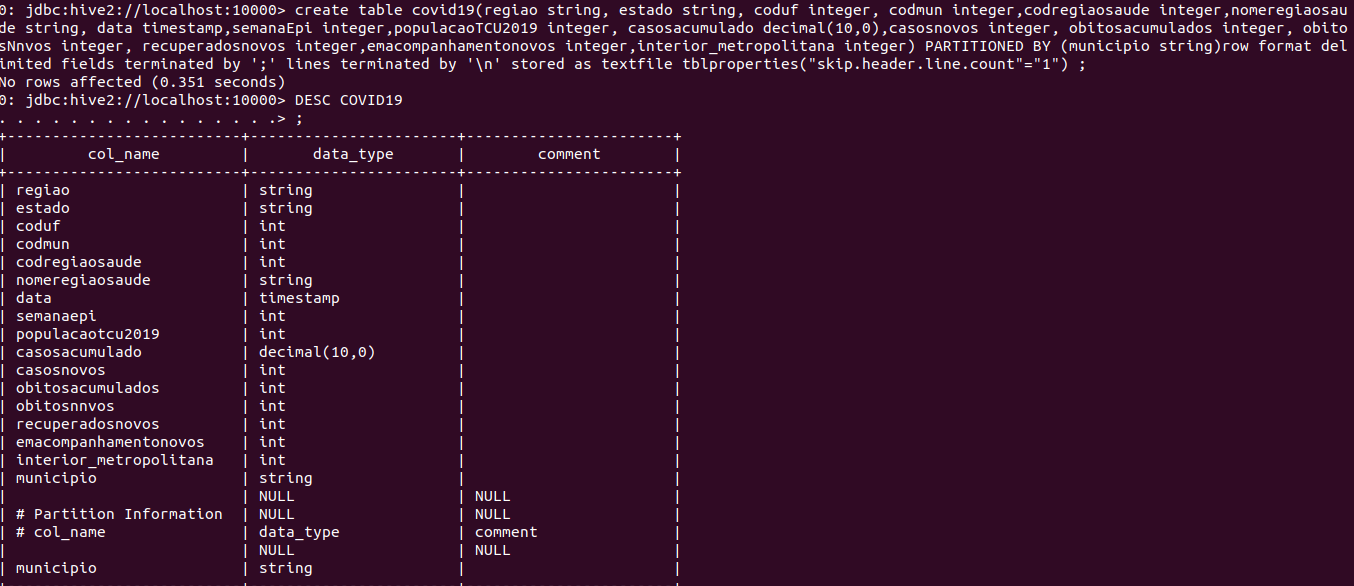 0: jdbc:hive2://localhost:10000> create table covid19(regiao string, estado string, coduf integer, codmun integer,codregiaosaude integer,nomeregiaosau
de string, data timestamp,semanaEpi integer,populacaoTCU2019 integer, casosacumulado decimal(10,0),casosnovos integer, obitosacumulados integer, obito
sNnvos integer, recuperadosnovos integer,emacompanhamentonovos integer,interior_metropolitana integer) PARTITIONED BY (municipio string)row format del
imited fields terminated by ';' lines terminated by '\n' stored as textfile tblproperties("skip.header.line.count"="1") ;
No rows affected (0.351 seconds)
0: jdbc:hive2://localhost:10000> DESC COVID19
. . . . . . . . . . . . . . . .> ;
+--------------------------+-----------------------+-----------------------+
| col_name | data_type | comment |
+--------------------------+-----------------------+-----------------------+
| regiao | string | |
| estado | string | |
| coduf | int | |
| codmun | int | |
| codregiaosaude | int | |
| nomeregiaosaude | string | |
| data | timestamp | |
| semanaepi | int | |
| populacaotcu2019 | int | |
| casosacumulado | decimal(10,0) | |
| casosnovos | int | |
| obitosacumulados | int | |
| obitosnnvos | int | |
| recuperadosnovos | int | |
| emacompanhamentonovos | int | |
| interior_metropolitana | int | |
| municipio | string | |
| | NULL | NULL |
| # Partition Information | NULL | NULL |
| # col_name | data_type | comment |
| | NULL | NULL |
| municipio | string | |